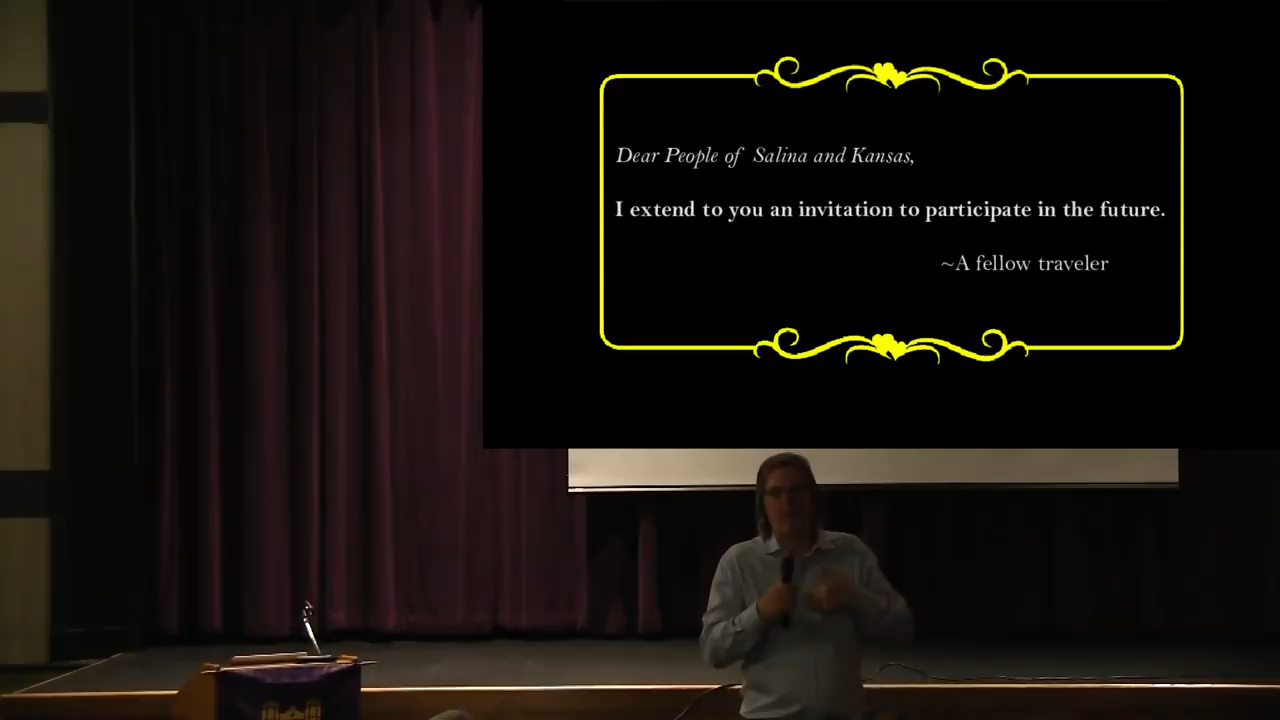 Dear People of Salina and Kansas,
I extend to you an invitation to participate in the future.
~A fellow traveler